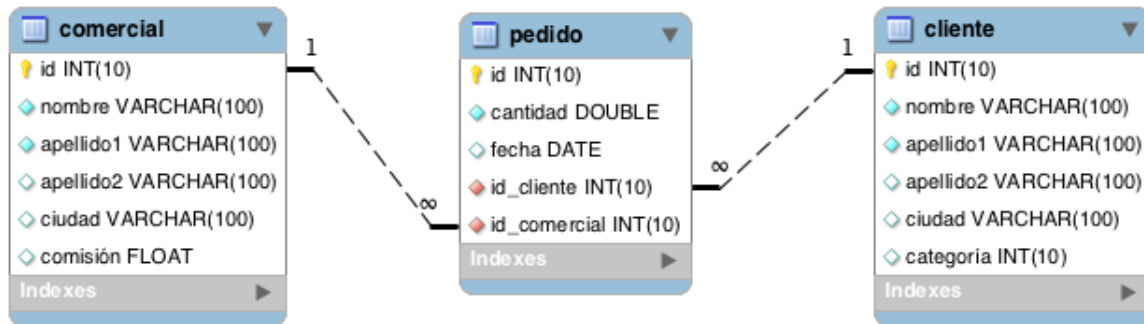 comercial
id INT(10)
nombre VARCHAR(100)
apellido1 VARCHAR(100)
apellido2 VARCHAR(100)
ciudad VARCHAR(100)
comisión FLOAT
Indexes
1
∞
pedido
id INT(10)
cantidad DOUBLE
fecha DATE
id_cliente INT(10)
id_comercial INT(10)
Indexes
1
∞
cliente
id INT(10)
nombre VARCHAR(100)
apellido1 VARCHAR(100)
apellido2 VARCHAR(100)
ciudad VARCHAR(100)
categoría INT(10)
Indexes